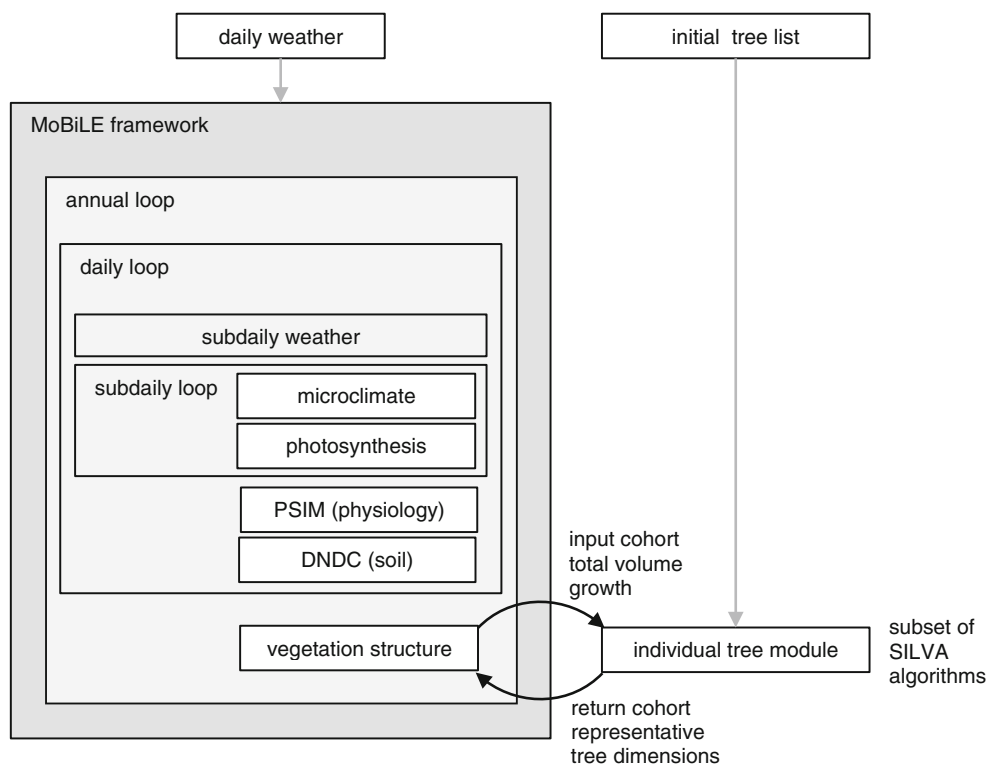 daily weather
initial tree list
MoBiLE framework
annual loop
daily loop
subdaily weather
subdaily loop
microclimate
photosynthesis
PSIM (physiology)
DNDC (soil)
input cohort
total volume
growth
vegetation structure
individual tree module
subset of
SILVA
algorithms
return cohort
representative
tree dimensions